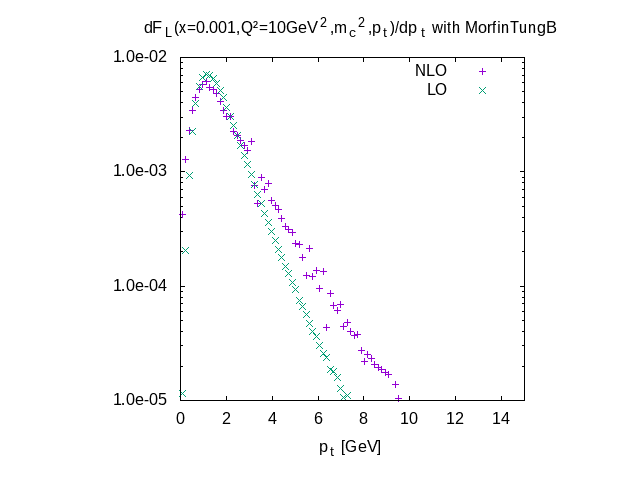 dF_L(x=0.001,Q²=10GeV²,m_c²,p_t)/dp_t with MorfinTungB
1.0e-02
NLO
LO
1.0e-03
1.0e-04
1.0e-05
0 2 4 6 8 10 12 14
p_t [GeV]